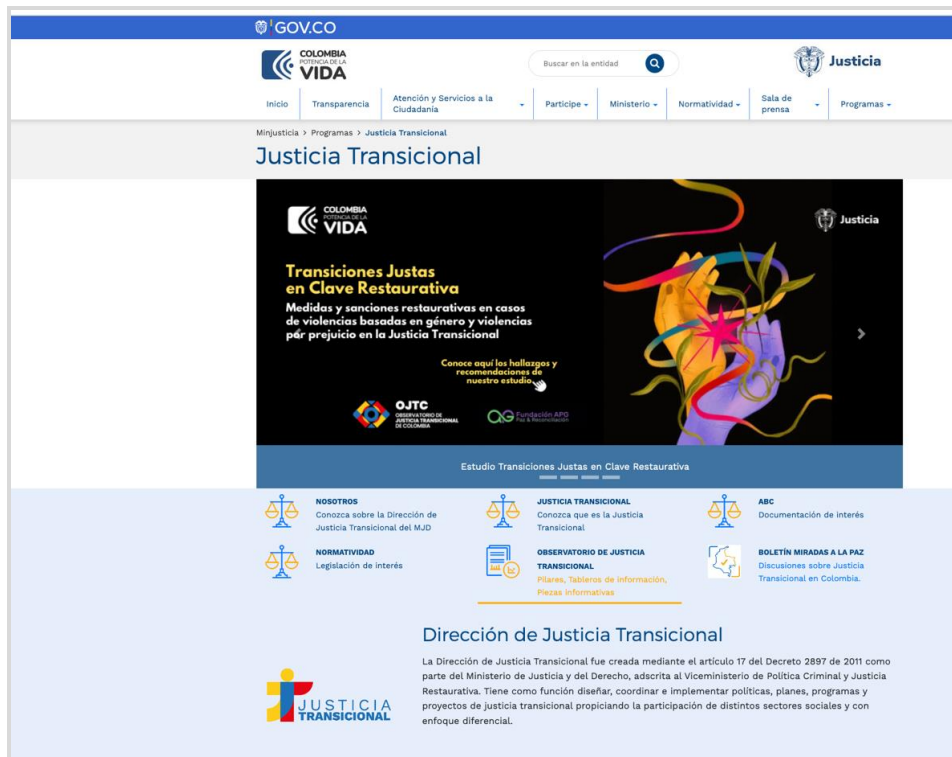 GOV.CO
COLOMBIA
POTENCIA DE LA
VIDA
Buscar en la entidad
Justicia
Inicio
Transparencia
Atención y Servicios a la
Ciudadanía
Participe
Ministerio
Normatividad
Sala de
prensa
Programas
Minjusticia > Programas > Justicia Transicional
Justicia Transicional
COLOMBIA
POTENCIA DE LA
VIDA
Justicia
Transiciones Justas
en Clave Restaurativa
Medidas y sanciones restaurativas en casos
de violencias basadas en género y violencias
por prejuicio en la Justicia Transicional
Conoce aquí los hallazgos y
recomendaciones de
nuestro estudio
OJTC
OBSERVATORIO DE
JUSTICIA TRANSICIONAL
DE COLOMBIA
Fundación APG
Paz & Reconciliación
Estudio Transiciones Justas en Clave Restaurativa
NOSOTROS
Conozca sobre la Dirección de
Justicia Transicional del MJD
JUSTICIA TRANSICIONAL
Conozca que es la Justicia
Transicional
ABC
Documentación de interés
NORMATIVIDAD
Legislación de interés
OBSERVATORIO DE JUSTICIA
TRANSICIONAL
Pilares, Tableros de información,
Piezas informativas
BOLETÍN MIRADAS A LA PAZ
Discusiones sobre Justicia
Transicional en Colombia.
Dirección de Justicia Transicional
JUSTICIA
TRANSICIONAL
La Dirección de Justicia Transicional fue creada mediante el artículo 17 del Decreto 2897 de 2011 como
parte del Ministerio de Justicia y del Derecho, adscrita al Viceministerio de Política Criminal y Justicia
Restaurativa. Tiene como función diseñar, coordinar e implementar políticas, planes, programas y
proyectos de justicia transicional propiciando la participación de distintos sectores sociales y con
enfoque diferencial.